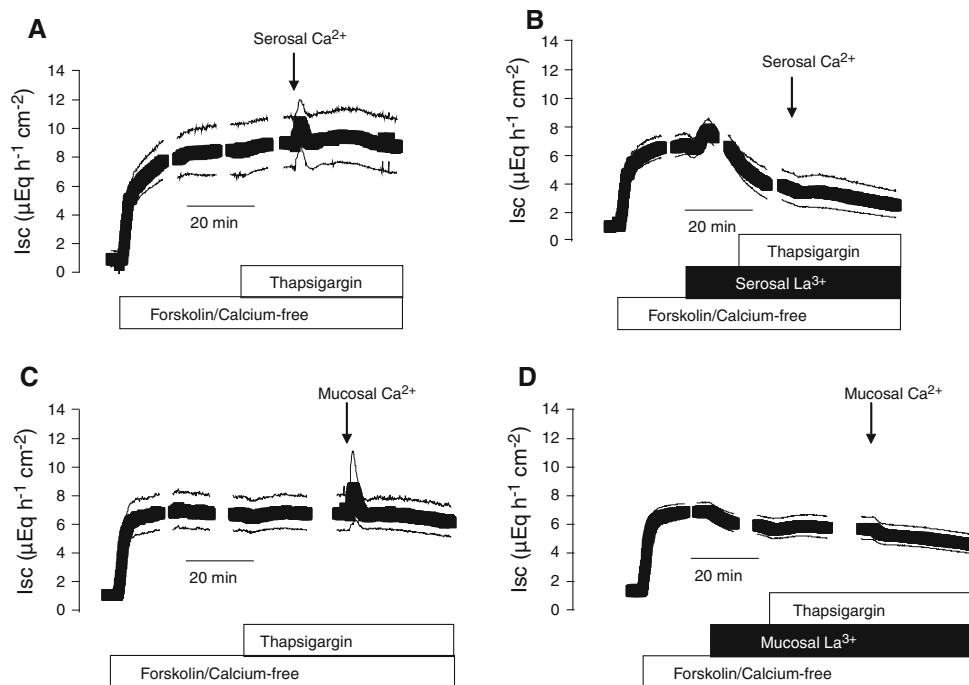 A
Serosal Ca²⁺
Isc (µEq h⁻¹ cm⁻²)
14
12
10
8
6
4
2
0
20 min
Thapsigargin
Forskolin/Calcium-free
B
Serosal Ca²⁺
Isc (µEq h⁻¹ cm⁻²)
14
12
10
8
6
4
2
0
20 min
Thapsigargin
Serosal La³⁺
Forskolin/Calcium-free
C
Mucosal Ca²⁺
Isc (µEq h⁻¹ cm⁻²)
14
12
10
8
6
4
2
0
20 min
Thapsigargin
Forskolin/Calcium-free
D
Mucosal Ca²⁺
Isc (µEq h⁻¹ cm⁻²)
14
12
10
8
6
4
2
0
20 min
Thapsigargin
Mucosal La³⁺
Forskolin/Calcium-free